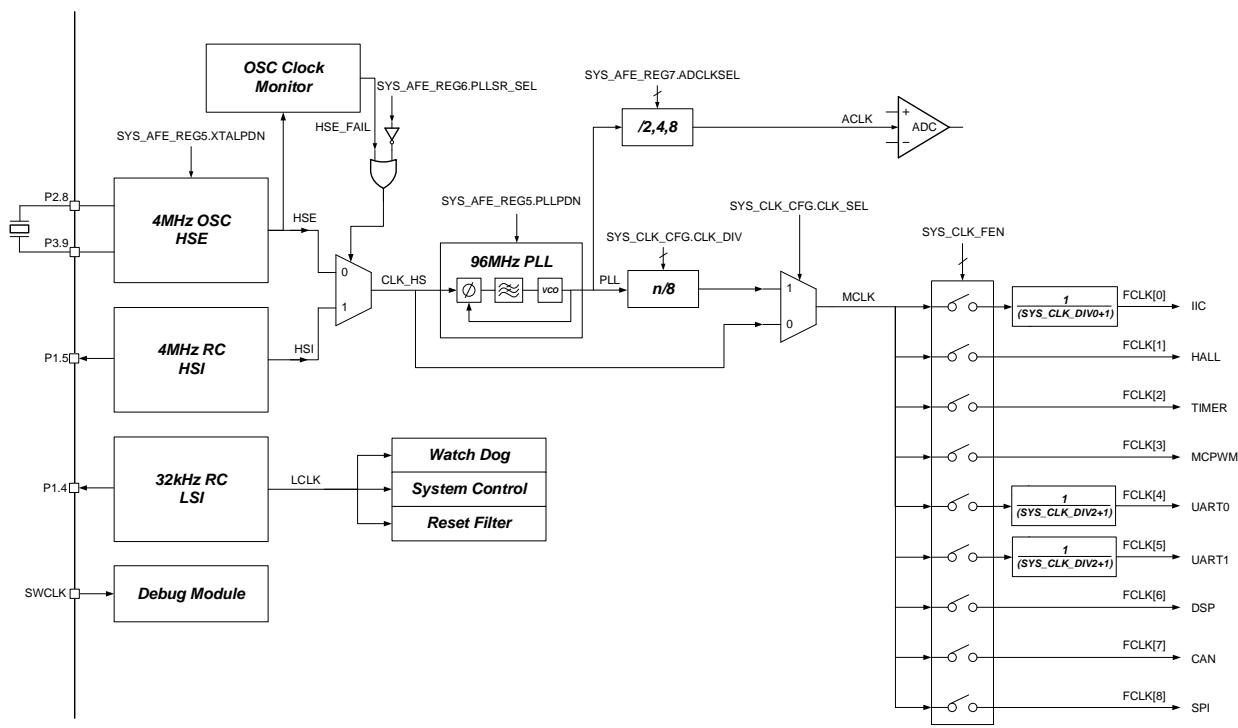 OSC Clock
Monitor
SYS_AFE_REG6.PLLSR_SEL
SYS_AFE_REG7.ADCLKSEL
/2,4,8
ACLK
+
ADC
−
HSE_FAIL
SYS_AFE_REG5.XTALPDN
P2.8
P3.9
4MHz OSC
HSE
HSE
0
1
CLK_HS
SYS_AFE_REG5.PLLPDN
96MHz PLL
Ø
VCO
PLL
SYS_CLK_CFG.CLK_DIV
n/8
SYS_CLK_CFG.CLK_SEL
1
0
MCLK
SYS_CLK_FEN
P1.5
4MHz RC
HSI
HSI
P1.4
32kHz RC
LSI
LCLK
Watch Dog
System Control
Reset Filter
SWCLK
Debug Module
1
(SYS_CLK_DIV0+1)
FCLK[0]
IIC
FCLK[1]
HALL
FCLK[2]
TIMER
FCLK[3]
MCPWM
1
(SYS_CLK_DIV2+1)
FCLK[4]
UART0
1
(SYS_CLK_DIV2+1)
FCLK[5]
UART1
FCLK[6]
DSP
FCLK[7]
CAN
FCLK[8]
SPI